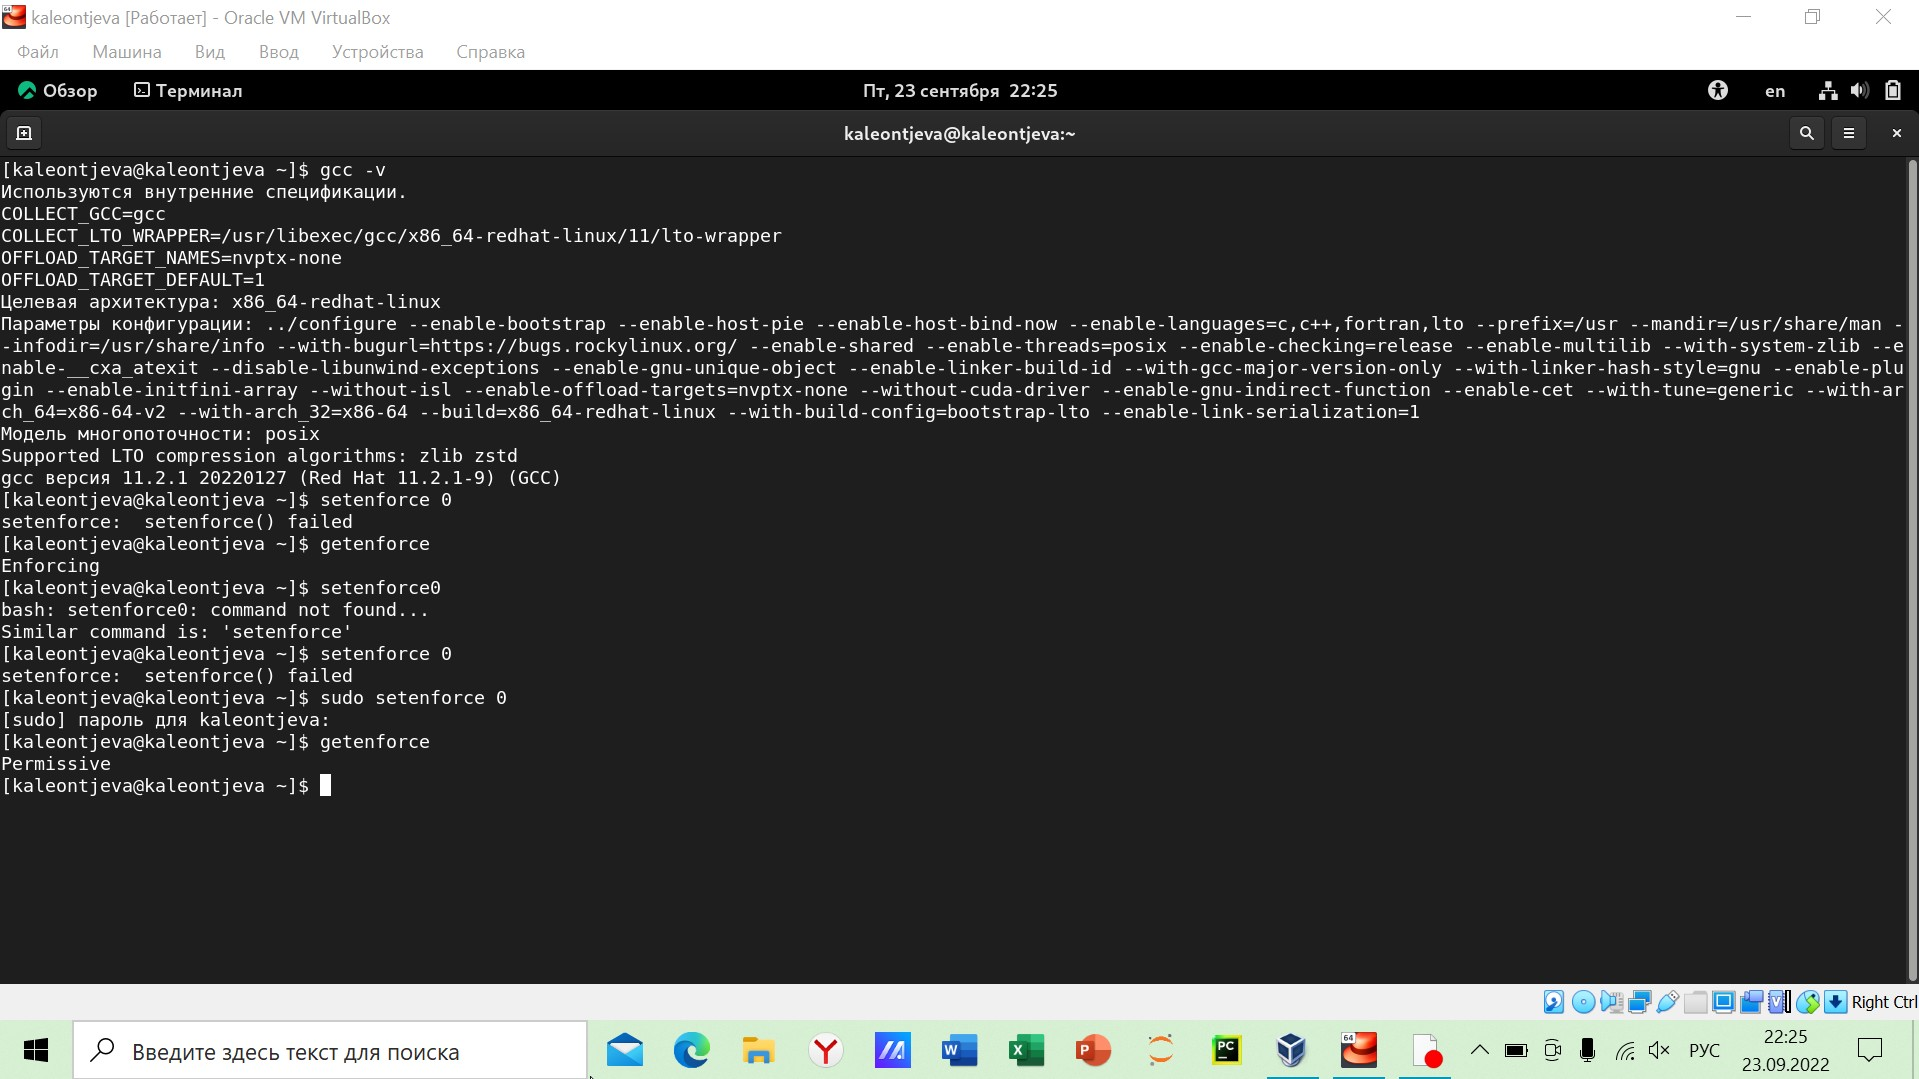 kaleontjeva [Работает] - Oracle VM VirtualBox
Файл Машина Вид Ввод Устройства Справка
Обзор Терминал Пт, 23 сентября 22:25 en
kaleontjeva@kaleontjeva:~
[kaleontjeva@kaleontjeva ~]$ gcc -v
Используются внутренние спецификации.
COLLECT_GCC=gcc
COLLECT_LTO_WRAPPER=/usr/libexec/gcc/x86_64-redhat-linux/11/lto-wrapper
OFFLOAD_TARGET_NAMES=nvptx-none
OFFLOAD_TARGET_DEFAULT=1
Целевая архитектура: x86_64-redhat-linux
Параметры конфигурации: ../configure --enable-bootstrap --enable-host-pie --enable-host-bind-now --enable-languages=c,c++,fortran,lto --prefix=/usr --mandir=/usr/share/man -
-infodir=/usr/share/info --with-bugurl=https://bugs.rockylinux.org/ --enable-shared --enable-threads=posix --enable-checking=release --enable-multilib --with-system-zlib --e
nable-__cxa_atexit --disable-libunwind-exceptions --enable-gnu-unique-object --enable-linker-build-id --with-gcc-major-version-only --with-linker-hash-style=gnu --enable-plu
gin --enable-initfini-array --without-isl --enable-offload-targets=nvptx-none --without-cuda-driver --enable-gnu-indirect-function --enable-cet --with-tune=generic --with-ar
ch_64=x86-64-v2 --with-arch_32=x86-64 --build=x86_64-redhat-linux --with-build-config=bootstrap-lto --enable-link-serialization=1
Модель многопоточности: posix
Supported LTO compression algorithms: zlib zstd
gcc версия 11.2.1 20220127 (Red Hat 11.2.1-9) (GCC)
[kaleontjeva@kaleontjeva ~]$ setenforce 0
setenforce:  setenforce() failed
[kaleontjeva@kaleontjeva ~]$ getenforce
Enforcing
[kaleontjeva@kaleontjeva ~]$ setenforce0
bash: setenforce0: command not found...
Similar command is: 'setenforce'
[kaleontjeva@kaleontjeva ~]$ setenforce 0
setenforce:  setenforce() failed
[kaleontjeva@kaleontjeva ~]$ sudo setenforce 0
[sudo] пароль для kaleontjeva:
[kaleontjeva@kaleontjeva ~]$ getenforce
Permissive
[kaleontjeva@kaleontjeva ~]$
Right Ctrl
Введите здесь текст для поиска
РУС
22:25
23.09.2022